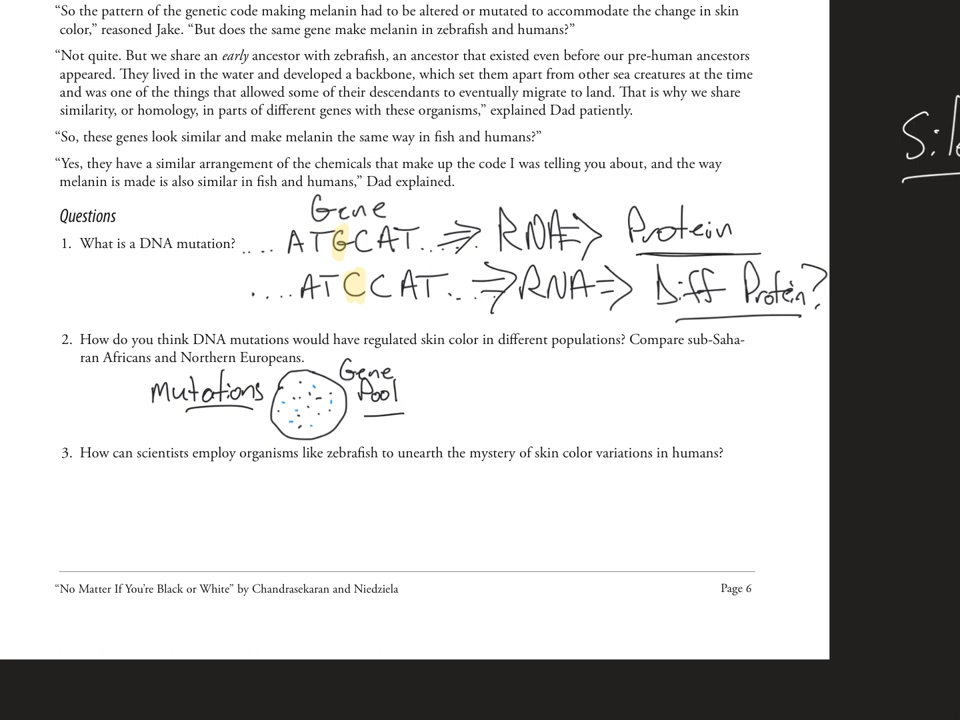 “So the pattern of the genetic code making melanin had to be altered or mutated to accommodate the change in skin
color,” reasoned Jake. “But does the same gene make melanin in zebrafish and humans?”
“Not quite. But we share an early ancestor with zebrafish, an ancestor that existed even before our pre-human ancestors
appeared. They lived in the water and developed a backbone, which set them apart from other sea creatures at the time
and was one of the things that allowed some of their descendants to eventually migrate to land. That is why we share
similarity, or homology, in parts of different genes with these organisms,” explained Dad patiently.
“So, these genes look similar and make melanin the same way in fish and humans?”
“Yes, they have a similar arrangement of the chemicals that make up the code I was telling you about, and the way
melanin is made is also similar in fish and humans,” Dad explained.
Questions
Gene
1. What is a DNA mutation? .... ATGCAT... => RNA => Protein
.... ATCCAT... => RNA => Diff Protein?
2. How do you think DNA mutations would have regulated skin color in different populations? Compare sub-Saha-
ran Africans and Northern Europeans.
Mutations Gene
Pool
3. How can scientists employ organisms like zebrafish to unearth the mystery of skin color variations in humans?
“No Matter If You’re Black or White” by Chandrasekaran and Niedziela Page 6